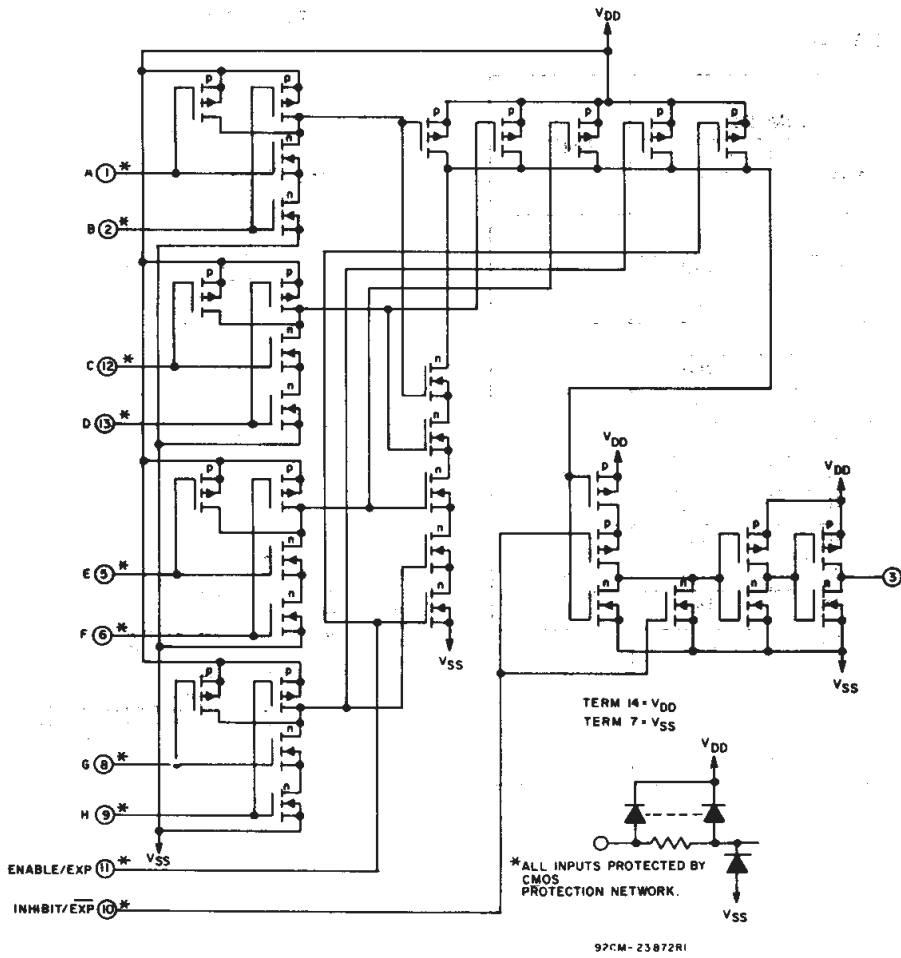 VDD
p p
p p p p p
n
A 1 *
n
B 2 *
p p
n
C 12 *
n
n
D 13 *
n
VDD
p p
n
p
VDD
n
p
p p
E 5 *
n
n
n
n
3
n
F 6 *
VSS
p p
VSS
TERM 14 = VDD
TERM 7 = VSS
n
G 8 *
VDD
n
H 9 *
VSS
ENABLE/EXP 11 *
* ALL INPUTS PROTECTED BY
CMOS
PROTECTION NETWORK.
INHIBIT/EXP 10 *
VSS
92CM-23872R1